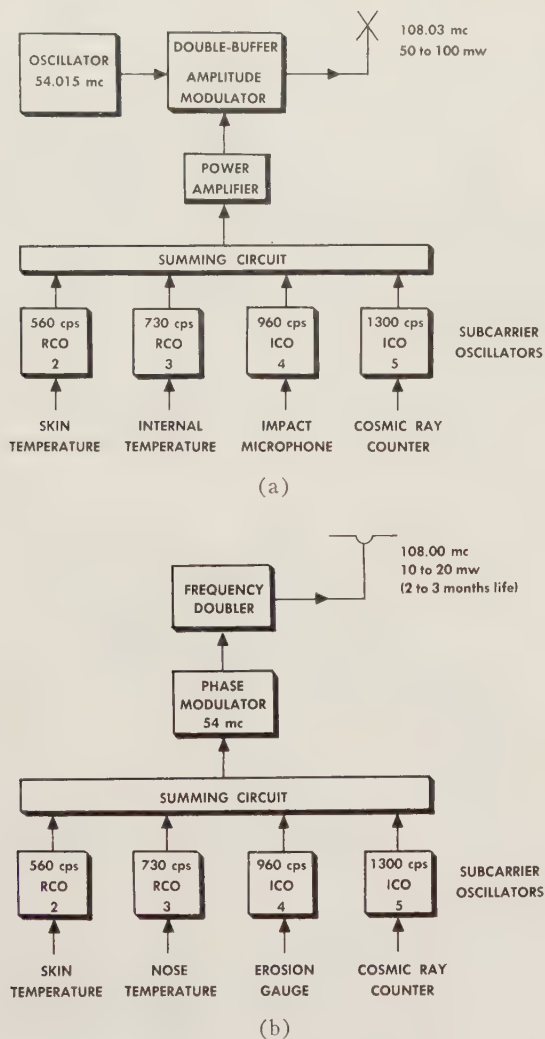 108.03 mc
50 to 100 mw
OSCILLATOR
54.015 mc
DOUBLE-BUFFER
AMPLITUDE
MODULATOR
POWER
AMPLIFIER
SUMMING CIRCUIT
560 cps
RCO
2
730 cps
RCO
3
960 cps
ICO
4
1300 cps
ICO
5
SUBCARRIER
OSCILLATORS
SKIN
TEMPERATURE
INTERNAL
TEMPERATURE
IMPACT
MICROPHONE
COSMIC RAY
COUNTER
(a)
108.00 mc
10 to 20 mw
(2 to 3 months life)
FREQUENCY
DOUBLER
PHASE
MODULATOR
54 mc
SUMMING CIRCUIT
560 cps
RCO
2
730 cps
RCO
3
960 cps
ICO
4
1300 cps
ICO
5
SUBCARRIER
OSCILLATORS
SKIN
TEMPERATURE
NOSE
TEMPERATURE
EROSION
GAUGE
COSMIC RAY
COUNTER
(b)